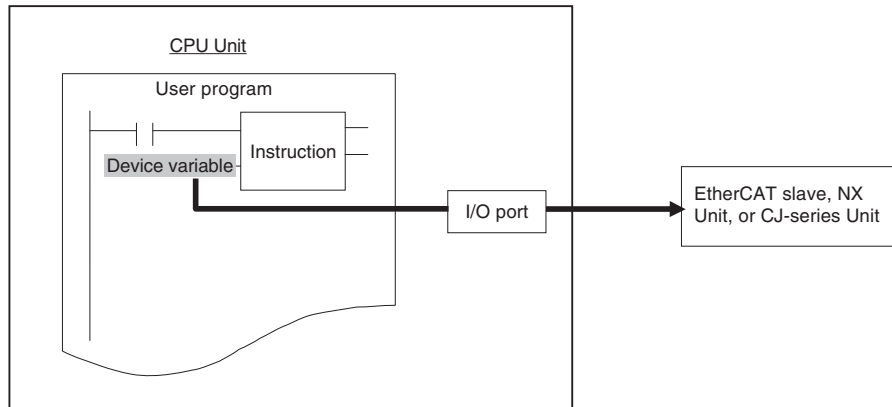 CPU Unit
User program
Instruction
Device variable
I/O port
EtherCAT slave, NX
Unit, or CJ-series Unit